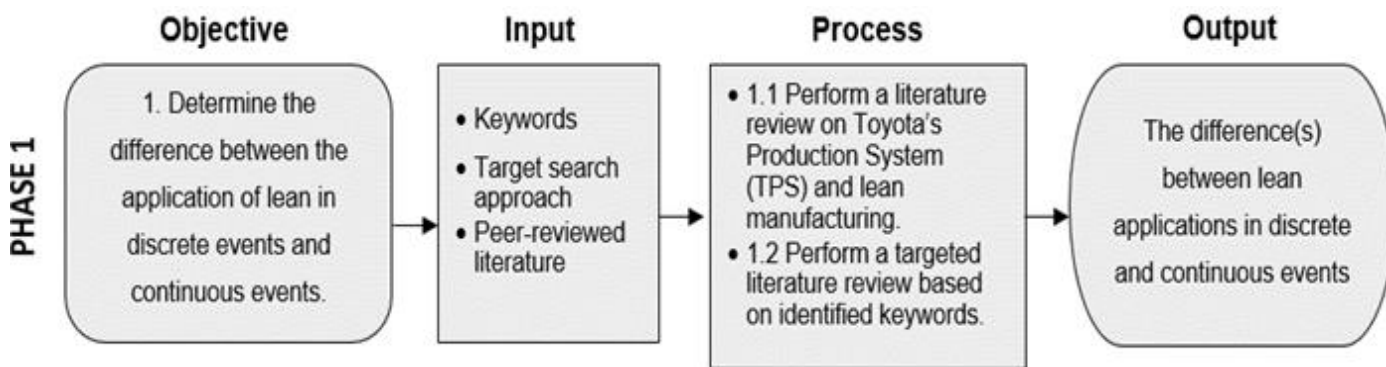 Objective
Input
Process
Output
PHASE 1
1. Determine the
difference between the
application of lean in
discrete events and
continuous events.
• Keywords
• Target search
approach
• Peer-reviewed
literature
• 1.1 Perform a literature
review on Toyota's
Production System
(TPS) and lean
manufacturing.
• 1.2 Perform a targeted
literature review based
on identified keywords.
The difference(s)
between lean
applications in discrete
and continuous events